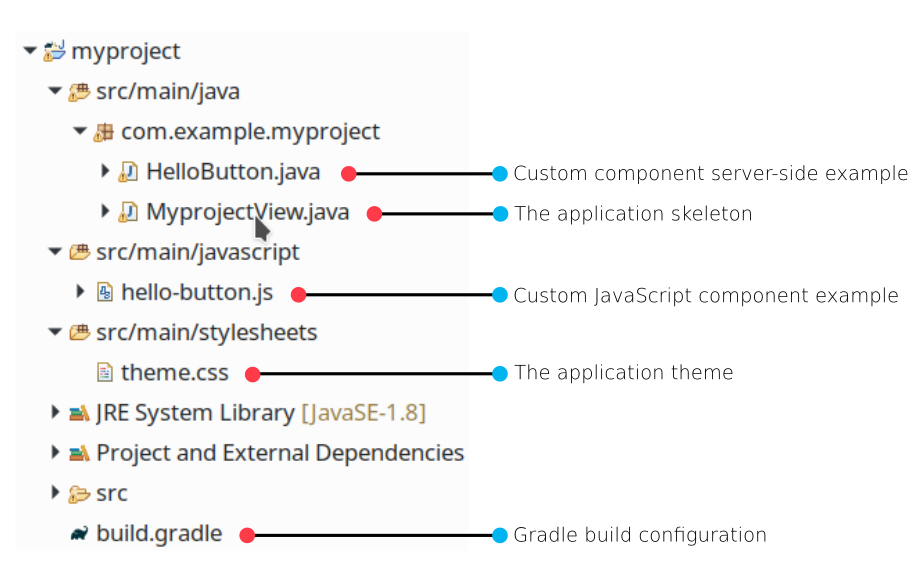 myproject
src/main/java
com.example.myproject
HelloButton.java Custom component server-side example
MyprojectView.java The application skeleton
src/main/javascript
hello-button.js Custom JavaScript component example
src/main/stylesheets
theme.css The application theme
JRE System Library [JavaSE-1.8]
Project and External Dependencies
src
build.gradle Gradle build configuration